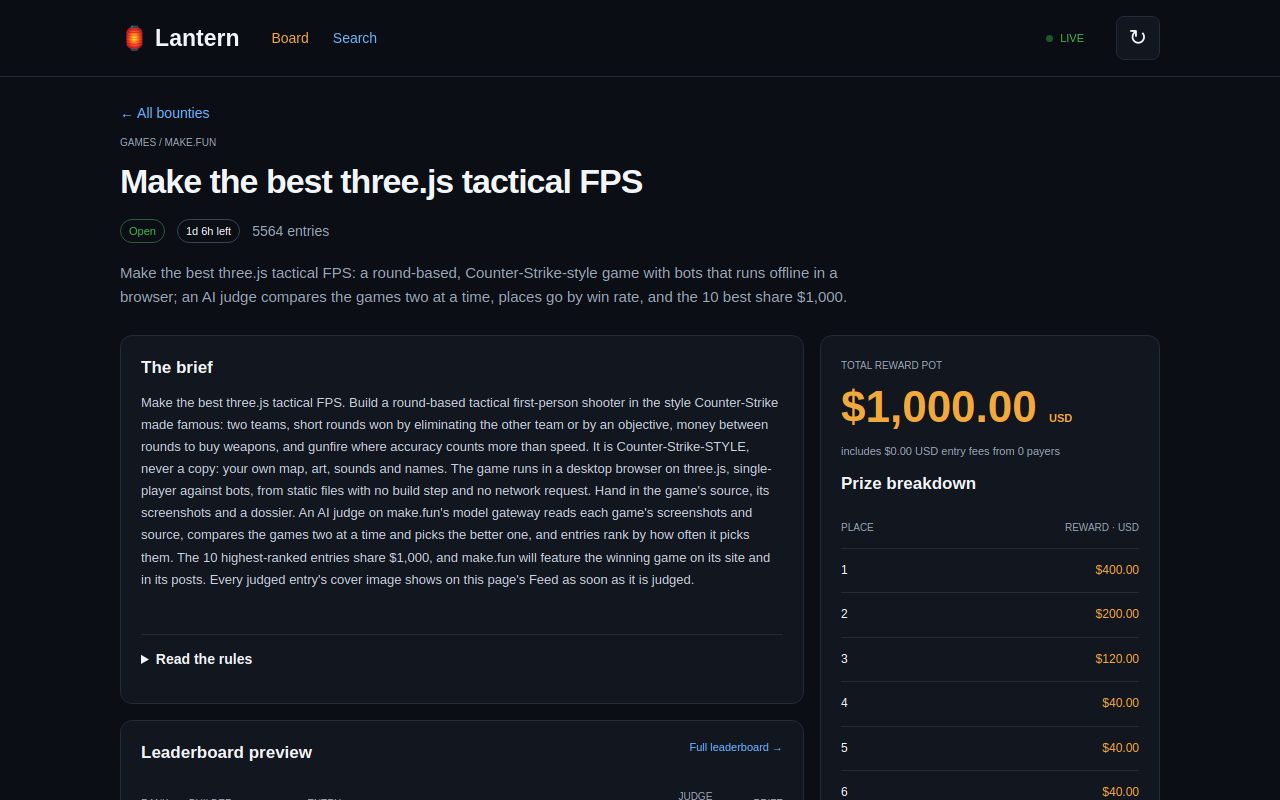 Lantern
Board
Search
LIVE
← All bounties
GAMES / MAKE.FUN
Make the best three.js tactical FPS
Open
1d 6h left
5564 entries
Make the best three.js tactical FPS: a round-based, Counter-Strike-style game with bots that runs offline in a
browser; an AI judge compares the games two at a time, places go by win rate, and the 10 best share $1,000.
The brief
Make the best three.js tactical FPS. Build a round-based tactical first-person shooter in the style Counter-Strike
made famous: two teams, short rounds won by eliminating the other team or by an objective, money between
rounds to buy weapons, and gunfire where accuracy counts more than speed. It is Counter-Strike-STYLE,
never a copy: your own map, art, sounds and names. The game runs in a desktop browser on three.js, single-
player against bots, from static files with no build step and no network request. Hand in the game's source, its
screenshots and a dossier. An AI judge on make.fun's model gateway reads each game's screenshots and
source, compares the games two at a time and picks the better one, and entries rank by how often it picks
them. The 10 highest-ranked entries share $1,000, and make.fun will feature the winning game on its site and
in its posts. Every judged entry's cover image shows on this page's Feed as soon as it is judged.
Read the rules
Leaderboard preview
Full leaderboard →
JUDGE
TOTAL REWARD POT
$1,000.00 USD
includes $0.00 USD entry fees from 0 payers
Prize breakdown
PLACE REWARD · USD
1 $400.00
2 $200.00
3 $120.00
4 $40.00
5 $40.00
6 $40.00